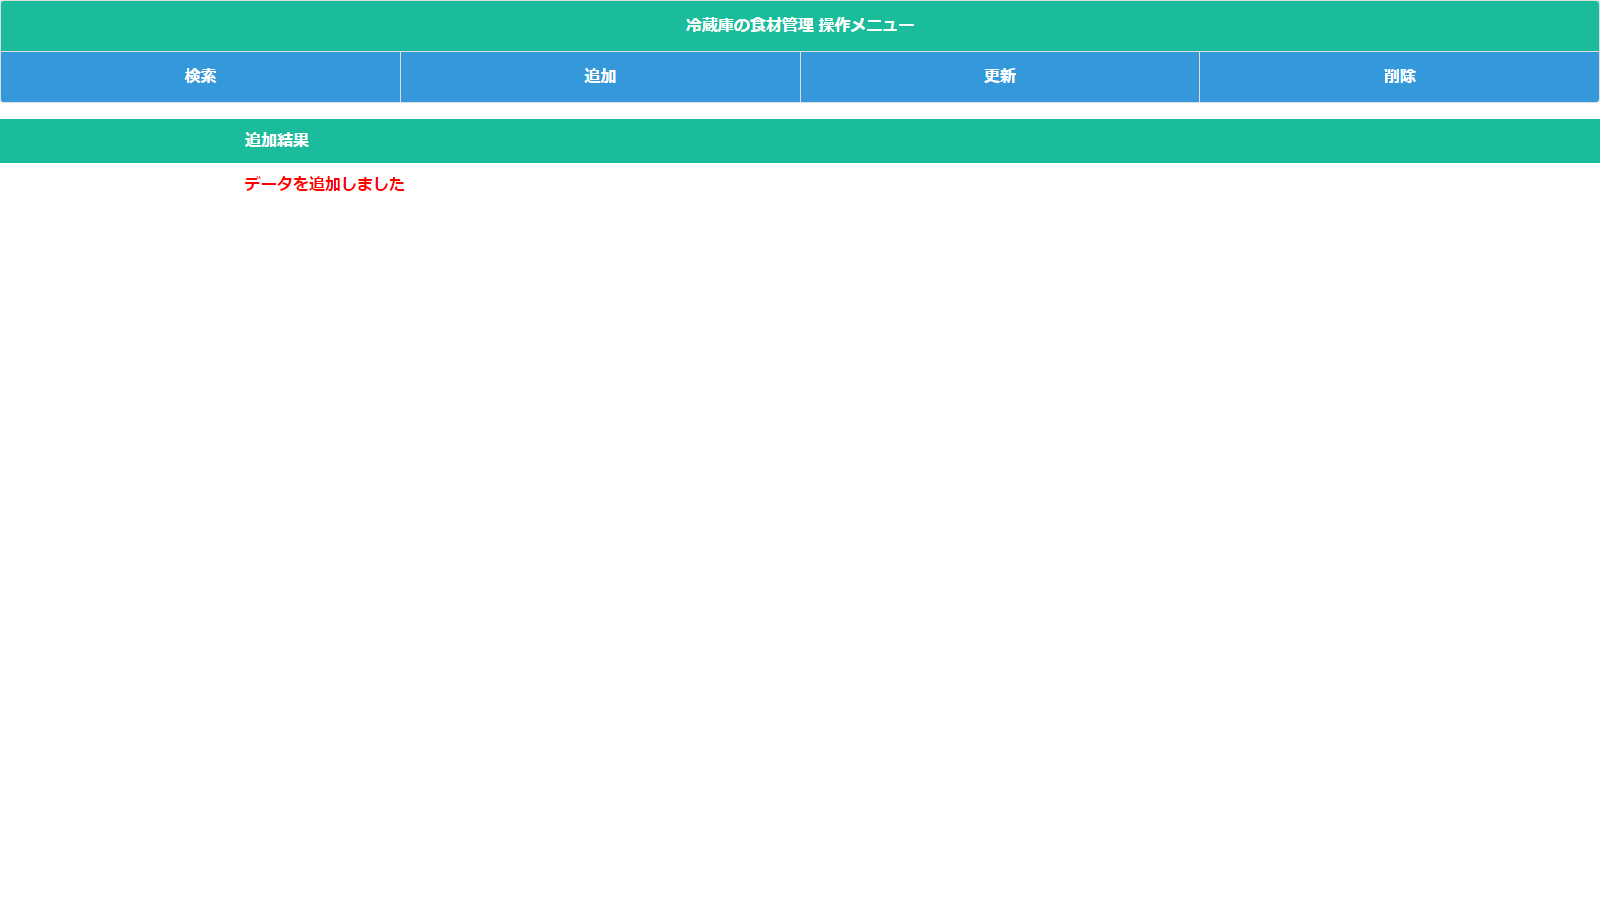 冷蔵庫の食材管理 操作メニュー
検索
追加
更新
削除
追加結果
データを追加しました